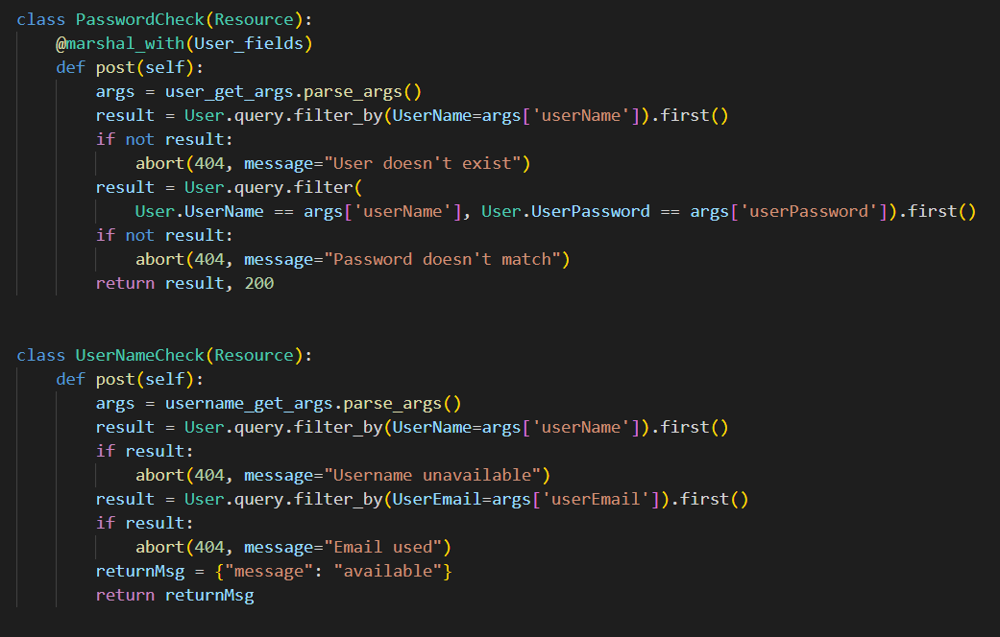 class PasswordCheck(Resource):
    @marshal_with(User_fields)
    def post(self):
        args = user_get_args.parse_args()
        result = User.query.filter_by(UserName=args['userName']).first()
        if not result:
            abort(404, message="User doesn't exist")
        result = User.query.filter(
            User.UserName == args['userName'], User.UserPassword == args['userPassword']).first()
        if not result:
            abort(404, message="Password doesn't match")
        return result, 200
class UserNameCheck(Resource):
    def post(self):
        args = username_get_args.parse_args()
        result = User.query.filter_by(UserName=args['userName']).first()
        if result:
            abort(404, message="Username unavailable")
        result = User.query.filter_by(UserEmail=args['userEmail']).first()
        if result:
            abort(404, message="Email used")
        returnMsg = {"message": "available"}
        return returnMsg